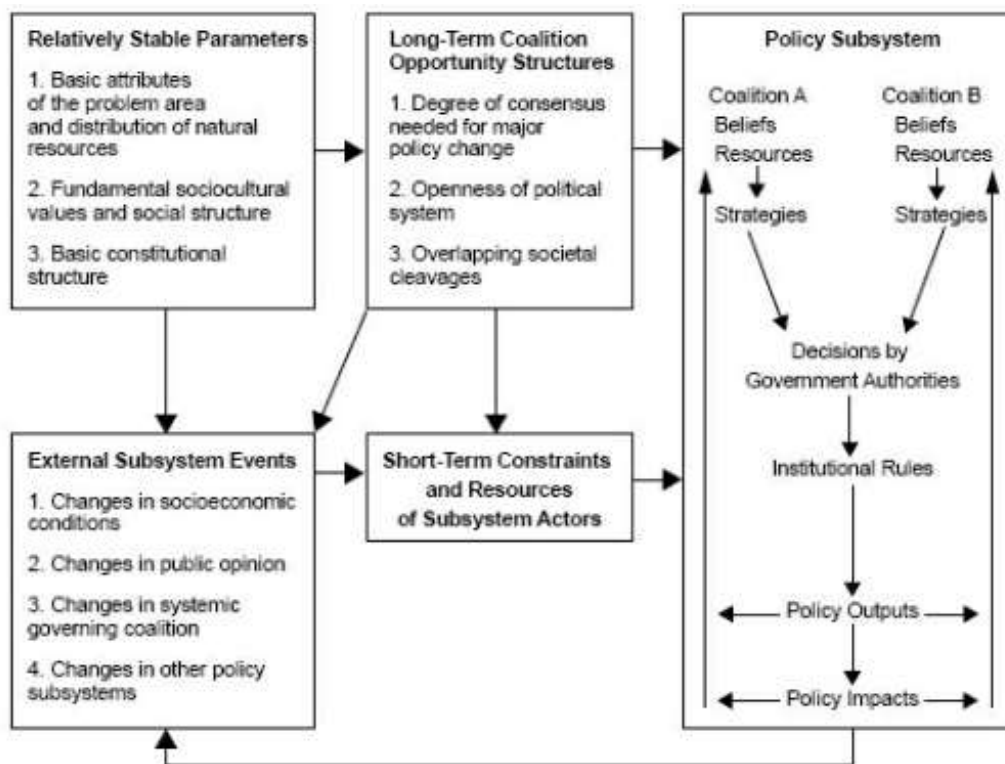 Relatively Stable Parameters
1. Basic attributes
of the problem area
and distribution of natural
resources
2. Fundamental sociocultural
values and social structure
3. Basic constitutional
structure
Long-Term Coalition
Opportunity Structures
1. Degree of consensus
needed for major
policy change
2. Openness of political
system
3. Overlapping societal
cleavages
Policy Subsystem
Coalition A
Beliefs
Resources
Strategies
Coalition B
Beliefs
Resources
Strategies
Decisions by
Government Authorities
Institutional Rules
Policy Outputs
Policy Impacts
External Subsystem Events
1. Changes in socioeconomic
conditions
2. Changes in public opinion
3. Changes in systemic
governing coalition
4. Changes in other policy
subsystems
Short-Term Constraints
and Resources
of Subsystem Actors